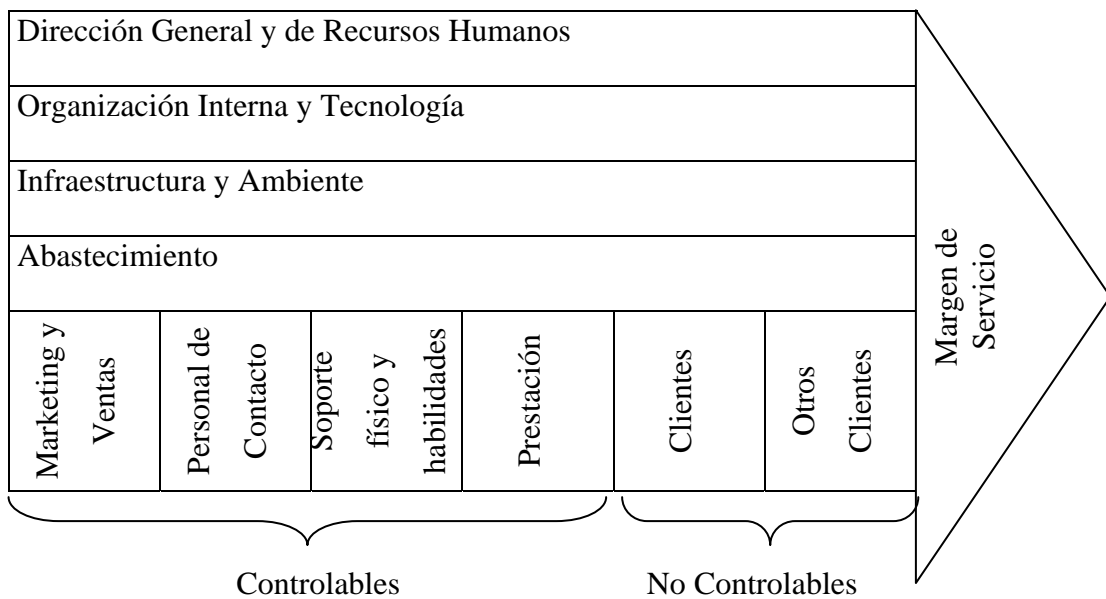 Dirección General y de Recursos Humanos
Organización Interna y Tecnología
Infraestructura y Ambiente
Abastecimiento
Marketing y
Ventas
Personal de
Contacto
Soporte
físico y
habilidades
Prestación
Clientes
Otros
Clientes
Margen de
Servicio
Controlables
No Controlables